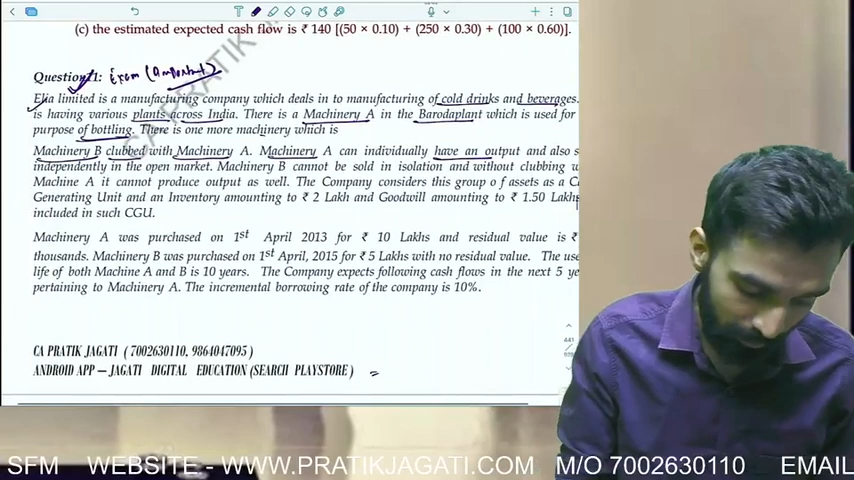 (c) the estimated expected cash flow is ₹ 140 [(50 × 0.10) + (250 × 0.30) + (100 × 0.60)].
CA PRATIK JAGATI
Question 1: Exam (Important)
Elia limited is a manufacturing company which deals in to manufacturing of cold drinks and beverages.
is having various plants across India. There is a Machinery A in the Barodaplant which is used for
purpose of bottling. There is one more machinery which is
Machinery B clubbed with Machinery A. Machinery A can individually have an output and also s
independently in the open market. Machinery B cannot be sold in isolation and without clubbing w
Machine A it cannot produce output as well. The Company considers this group o f assets as a Ca
Generating Unit and an Inventory amounting to ₹ 2 Lakh and Goodwill amounting to ₹ 1.50 Lakhs
included in such CGU.
Machinery A was purchased on 1st April 2013 for ₹ 10 Lakhs and residual value is ₹
thousands. Machinery B was purchased on 1st April, 2015 for ₹ 5 Lakhs with no residual value. The use
life of both Machine A and B is 10 years. The Company expects following cash flows in the next 5 ye
pertaining to Machinery A. The incremental borrowing rate of the company is 10%.
CA PRATIK JAGATI ( 7002630110, 9864047095 )
ANDROID APP – JAGATI DIGITAL EDUCATION (SEARCH PLAYSTORE )
441
SFM WEBSITE - WWW.PRATIKJAGATI.COM M/O 7002630110 EMAIL